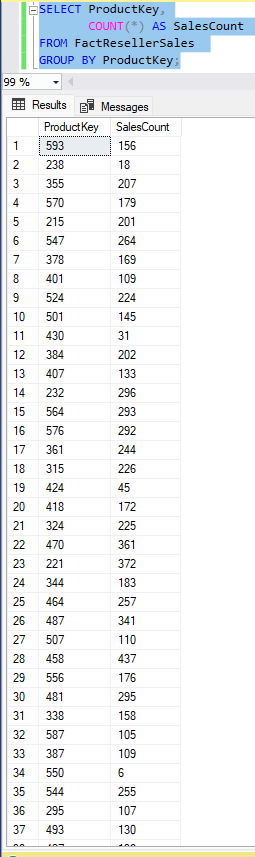 SELECT ProductKey,
COUNT(*) AS SalesCount
FROM FactResellerSales
GROUP BY ProductKey;
99 %
Results Messages
ProductKey SalesCount
1 593 156
2 238 18
3 355 207
4 570 179
5 215 201
6 547 264
7 378 169
8 401 109
9 524 224
10 501 145
11 430 31
12 384 202
13 407 133
14 232 296
15 564 293
16 576 292
17 361 244
18 315 226
19 424 45
20 418 172
21 324 225
22 470 361
23 221 372
24 344 183
25 464 257
26 487 341
27 507 110
28 458 437
29 556 176
30 481 295
31 338 158
32 587 105
33 387 109
34 550 6
35 544 255
36 295 107
37 493 130